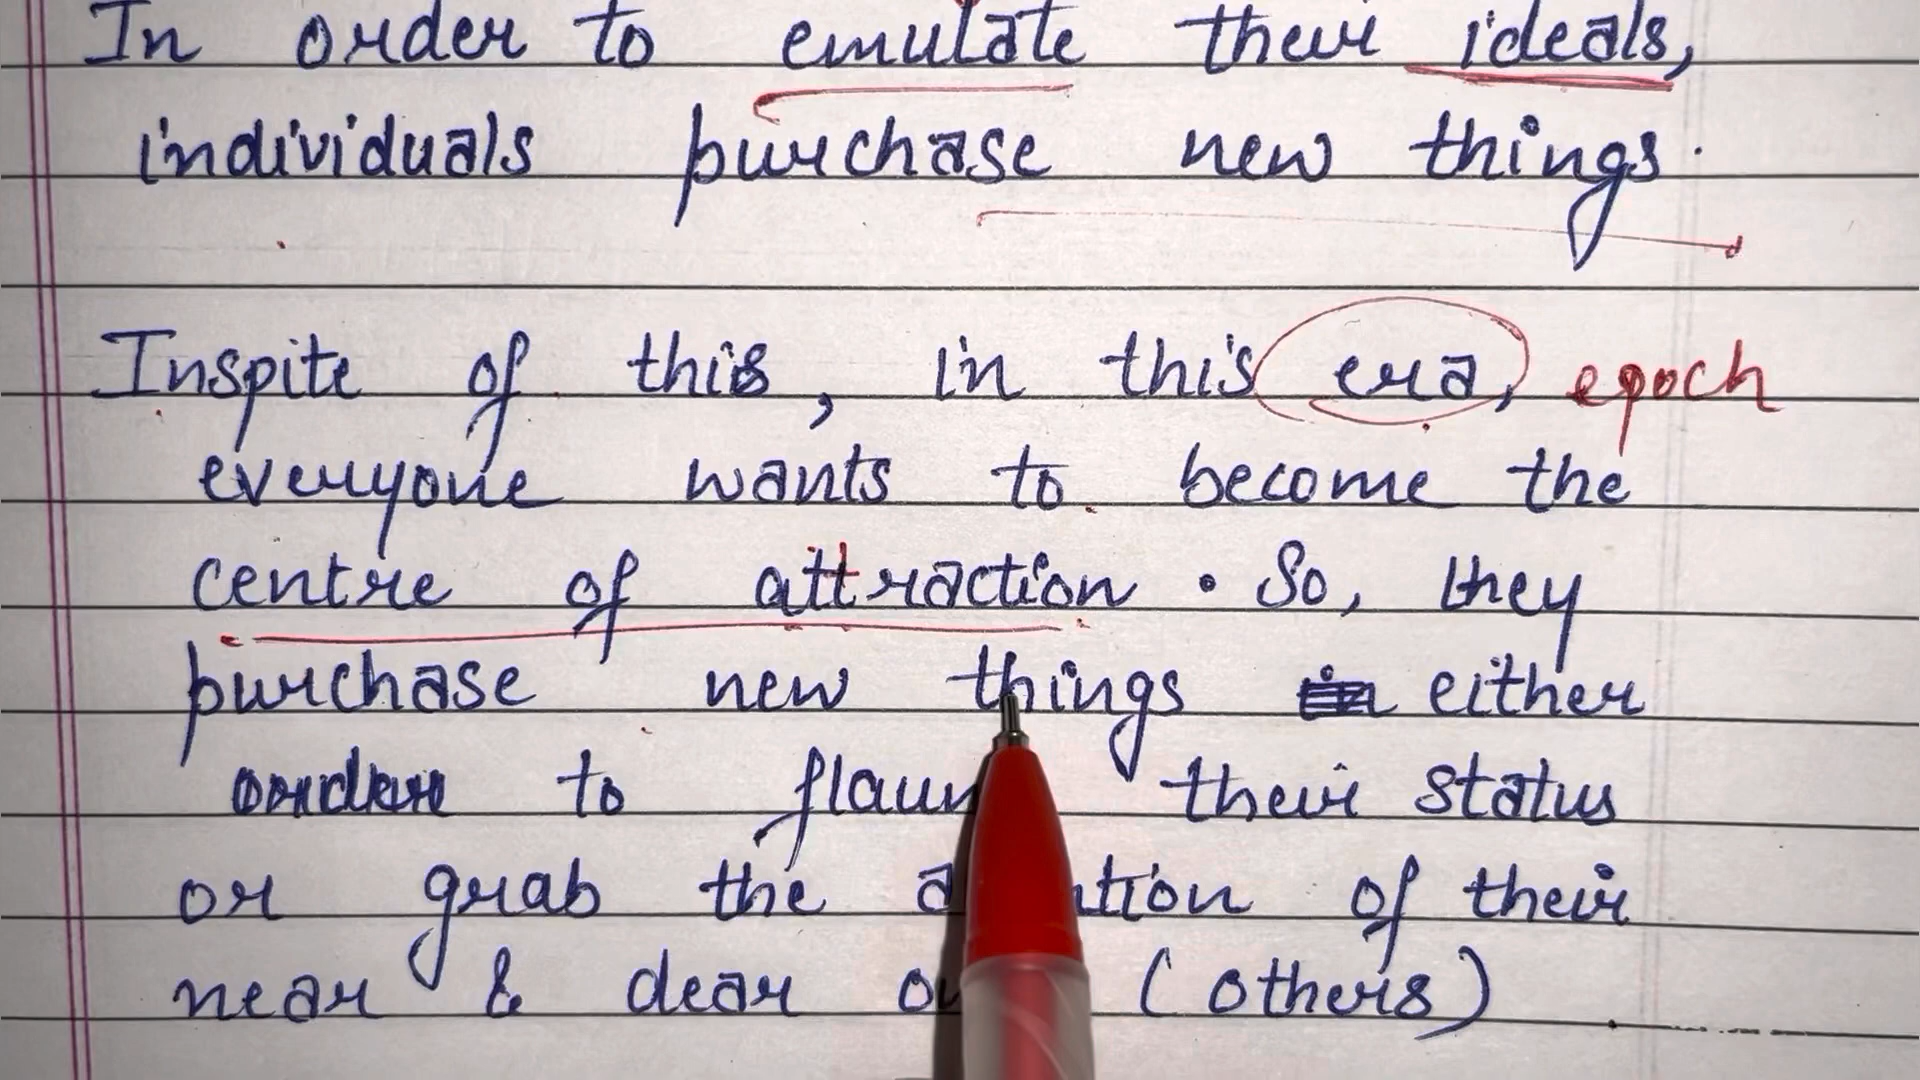 In order to emulate their ideals,
individuals purchase new things.
Inspite of this, in this era, epoch
everyone wants to become the
centre of attraction. So, they
purchase new things either
to their status
or grab the of their
near & dear (others)